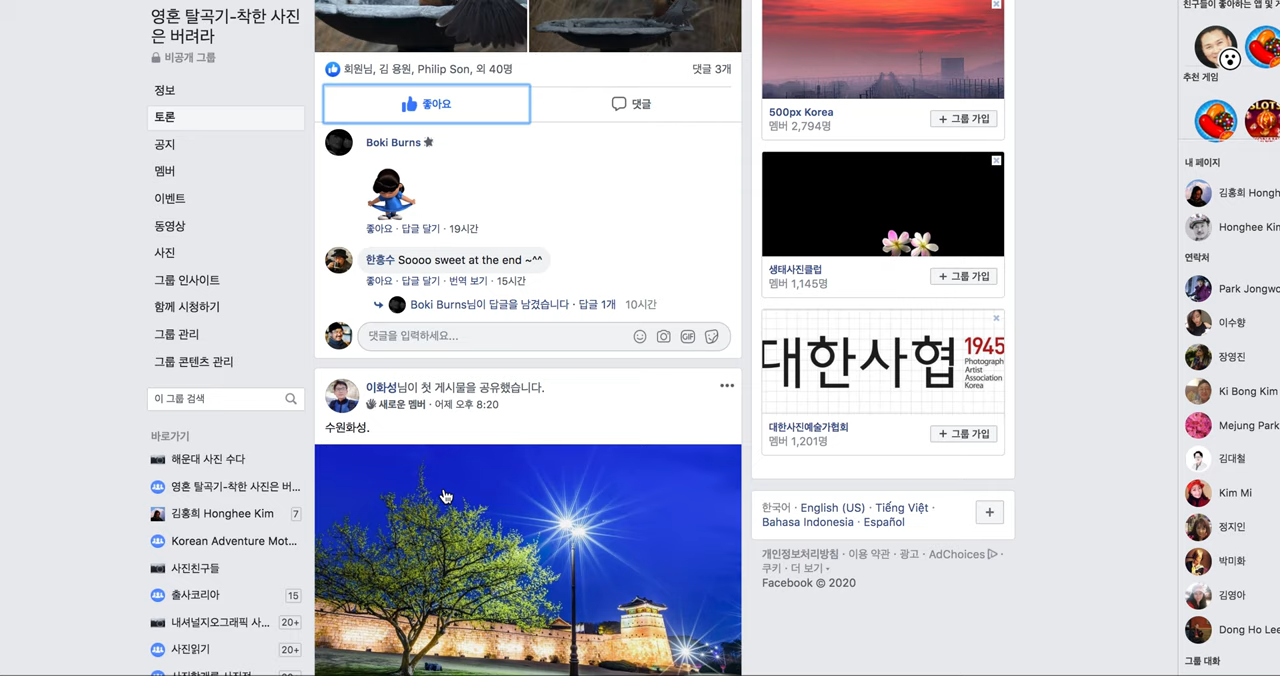 영혼 탈곡기-착한 사진
은 버려라
비공개 그룹
정보
토론
공지
멤버
이벤트
동영상
사진
그룹 인사이트
함께 시청하기
그룹 관리
그룹 콘텐츠 관리
이 그룹 검색
바로가기
해운대 사진 수다
영혼 탈곡기-착한 사진은 버...
김홍희 Honghee Kim 7
Korean Adventure Mot...
사진친구들
출사코리아 15
내셔널지오그래픽 사... 20+
사진읽기 20+
회원님, 김 용원, Philip Son, 외 40명
댓글 3개
좋아요
댓글
Boki Burns
좋아요 · 답글 달기 · 19시간
한흥수 Soooo sweet at the end ~^^
좋아요 · 답글 달기 · 번역 보기 · 15시간
Boki Burns님이 답글을 남겼습니다 · 답글 1개 10시간
댓글을 입력하세요...
GIF
이화성님이 첫 게시물을 공유했습니다.
새로운 멤버 · 어제 오후 8:20
수원화성.
500px Korea
멤버 2,794명
+ 그룹 가입
생태사진클럽
멤버 1,145명
+ 그룹 가입
대한사협 1945
Photograph
Artist
Association
Korea
대한사진예술가협회
멤버 1,201명
+ 그룹 가입
한국어 · English (US) · Tiếng Việt ·
Bahasa Indonesia · Español
개인정보처리방침 · 이용 약관 · 광고 · AdChoices ·
쿠키 · 더 보기
Facebook © 2020
친구들이 좋아하는 앱 및 게
추천 게임
SLOTS
내 페이지
김홍희 Hongh
Honghee Kim
연락처
Park Jongwo
이수향
장영진
Ki Bong Kim
Mejung Park
김대철
Kim Mi
정지인
박미화
김영아
Dong Ho Lee
그룹 대화